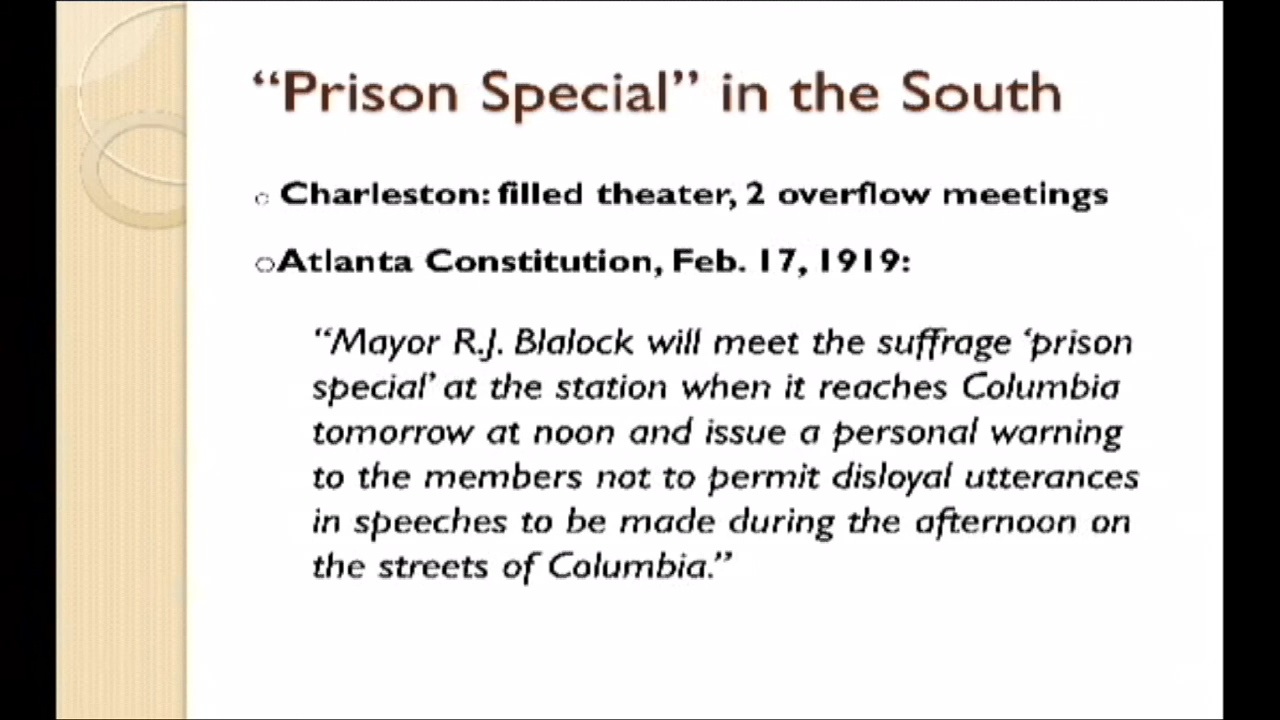 “Prison Special” in the South
Charleston: filled theater, 2 overflow meetings
Atlanta Constitution, Feb. 17, 1919:
“Mayor R.J. Blalock will meet the suffrage ‘prison
special’ at the station when it reaches Columbia
tomorrow at noon and issue a personal warning
to the members not to permit disloyal utterances
in speeches to be made during the afternoon on
the streets of Columbia.”